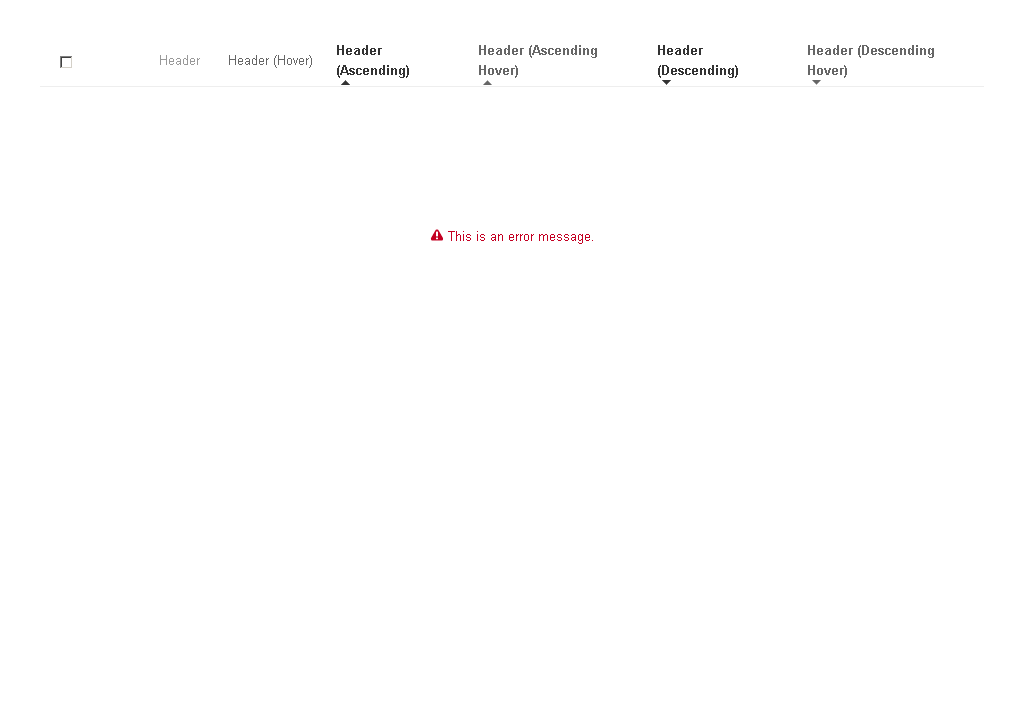 Header
Header (Hover)
Header
(Ascending)
Header (Ascending
Hover)
Header
(Descending)
Header (Descending
Hover)
This is an error message.